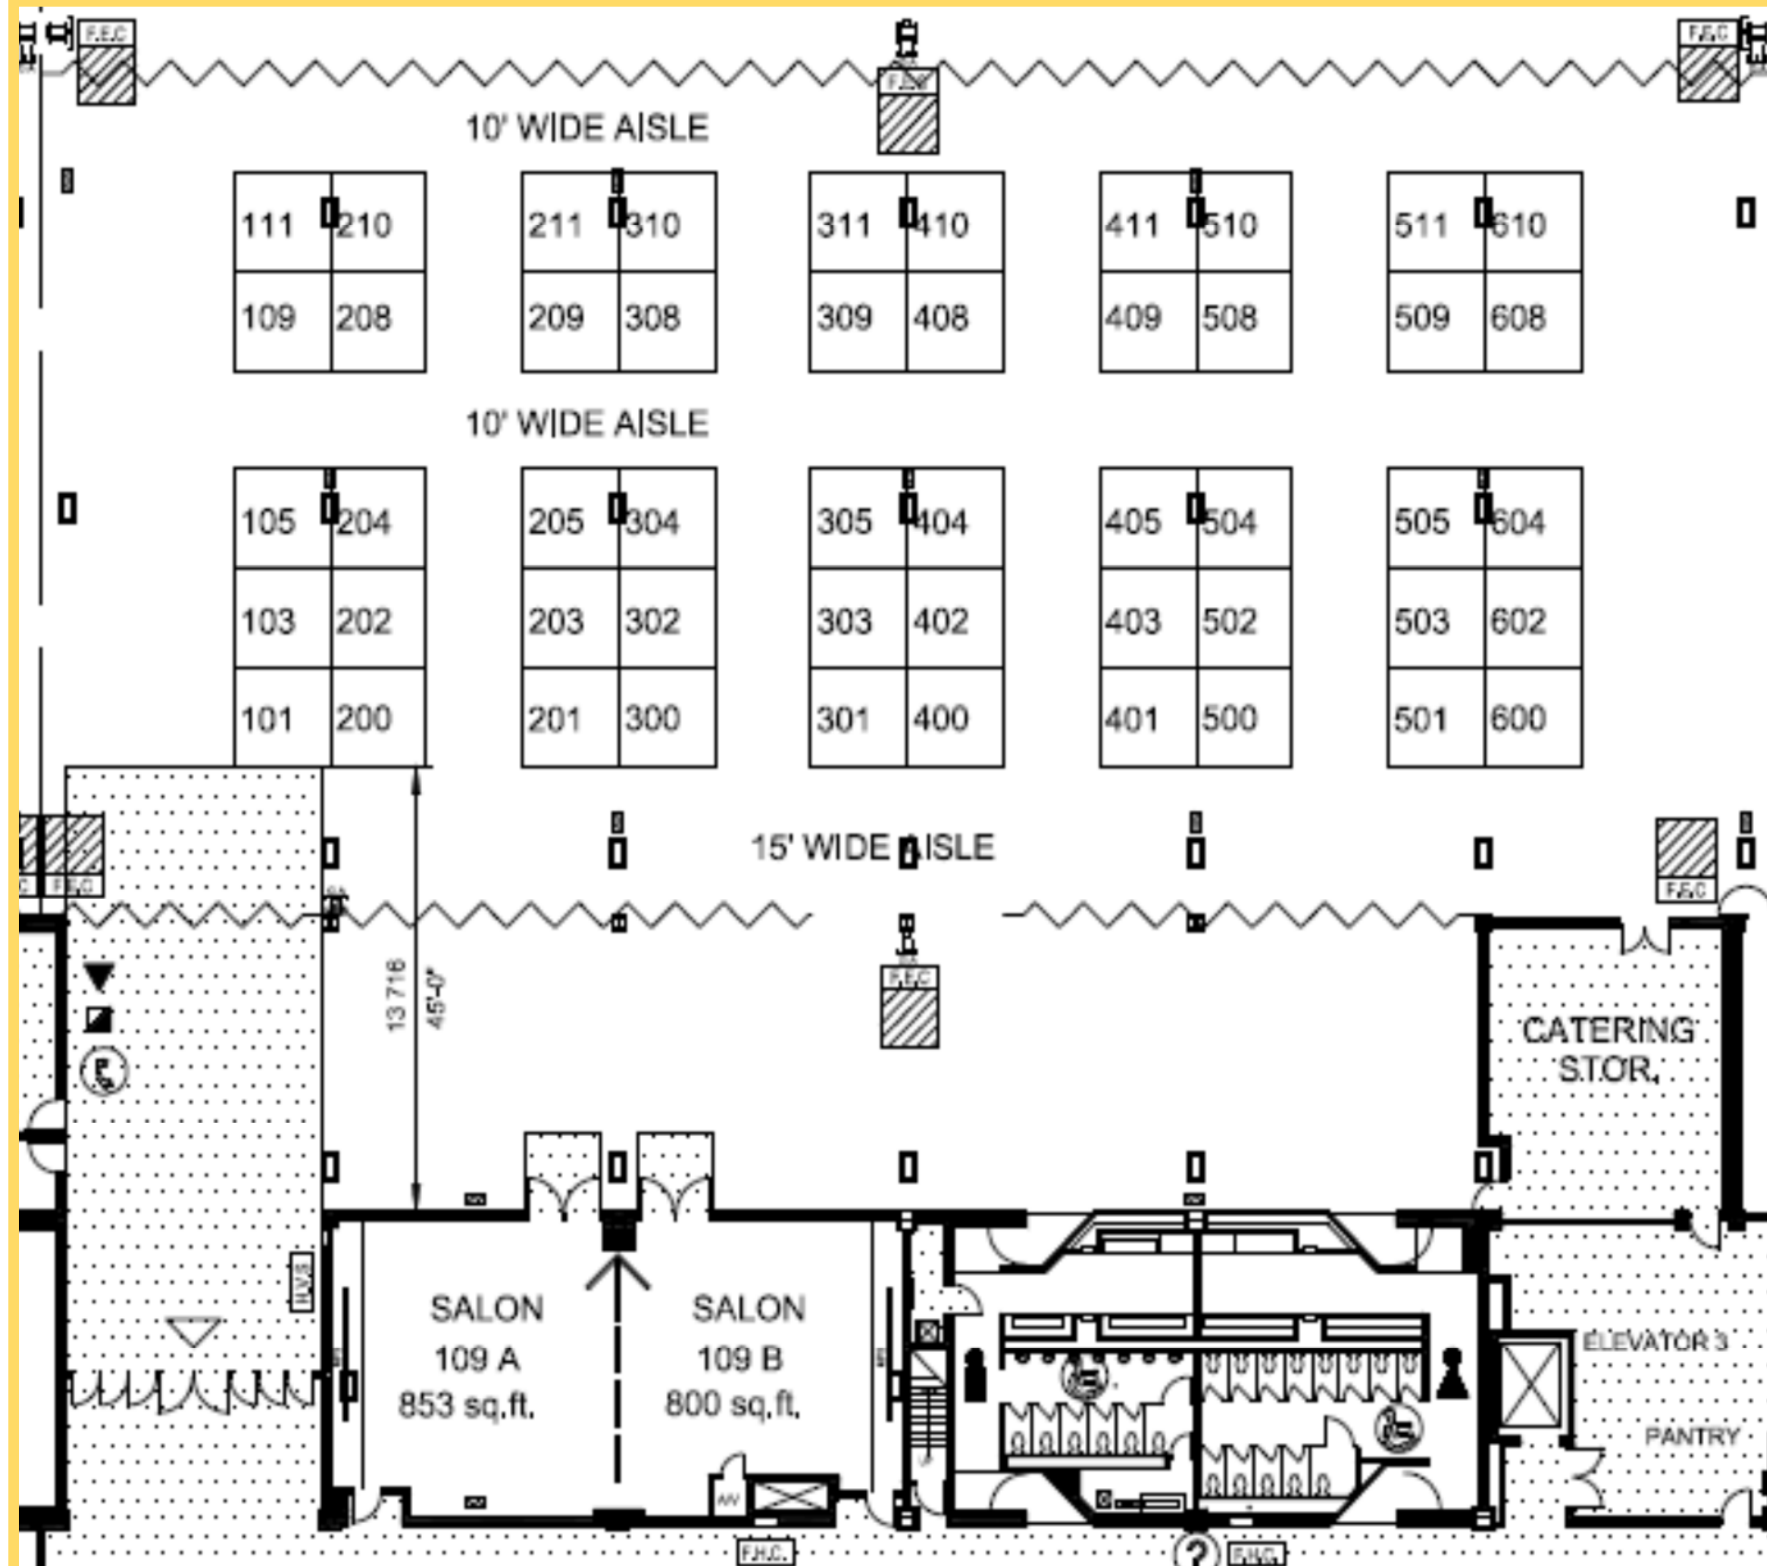 F.E.C
F.E.C
F.E.C
10' WIDE AISLE
111 210 211 310 311 410 411 510 511 610
109 208 209 308 309 408 409 508 509 608
10' WIDE AISLE
105 204 205 304 305 404 405 504 505 604
103 202 203 302 303 402 403 502 503 602
101 200 201 300 301 400 401 500 501 600
15' WIDE AISLE
C F.E.C
F.E.C
13 716
45'-0"
F.E.C
CATERING
STOR.
H.V.S
SALON
109 A
853 sq.ft.
SALON
109 B
800 sq.ft.
ELEVATOR 3
PANTRY
F.H.C.
?
F.H.C.